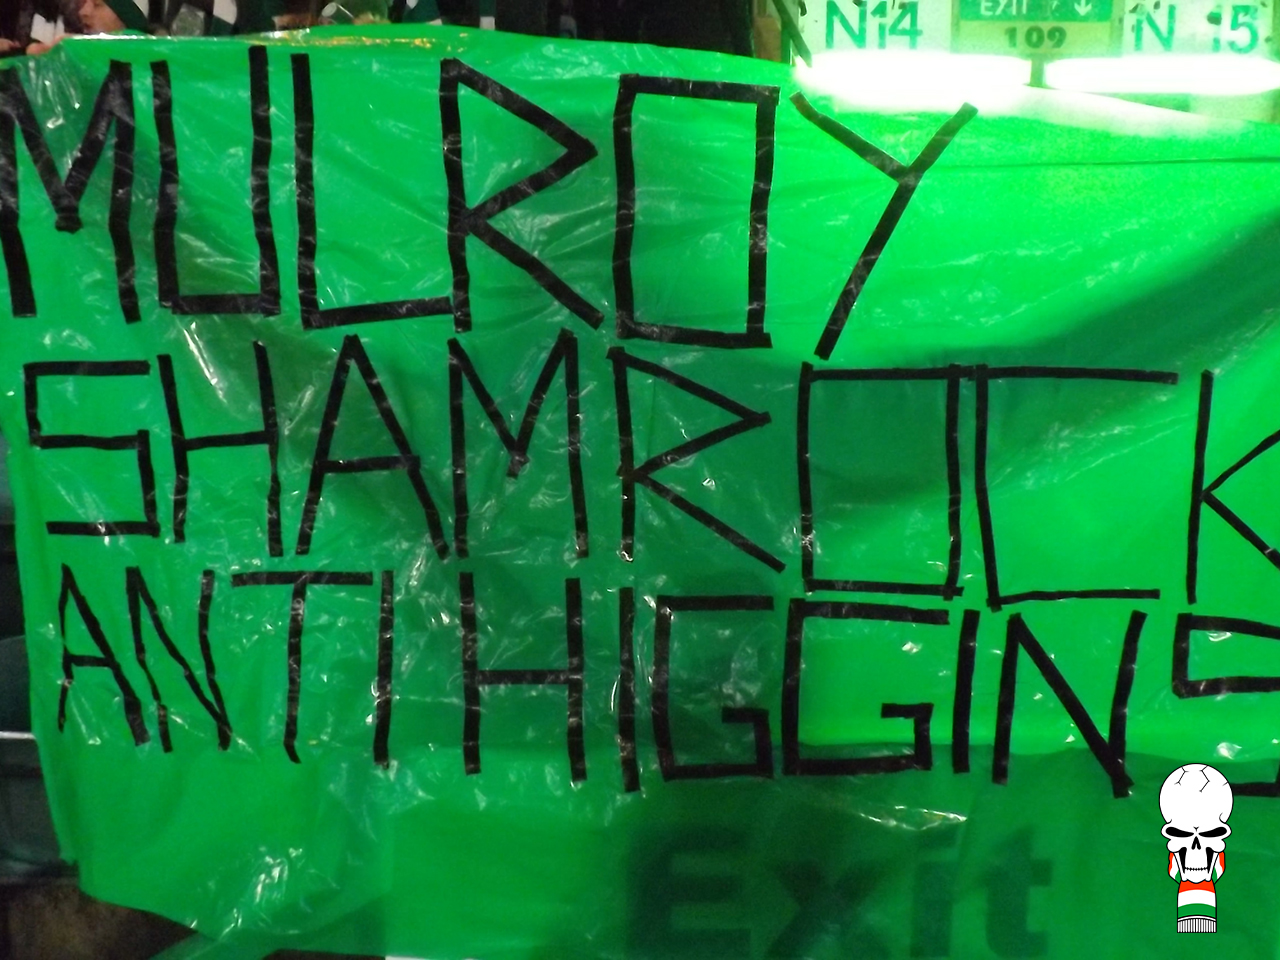 N14
EXIT
109
N 15
MULROY
SHAMROCK
ANTI HIGGINS
Exit